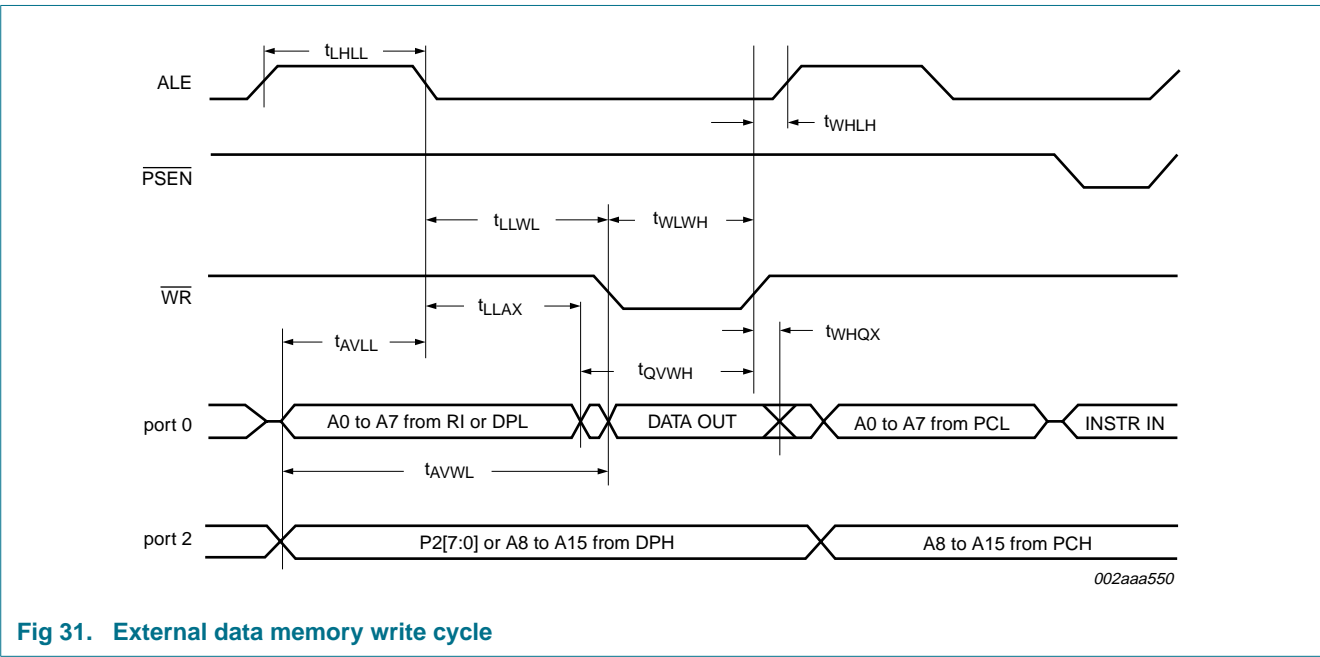 tLHLL
ALE
tWHLH
PSEN
tLLWL
tWLWH
WR
tLLAX
tAVLL
tWHQX
tQVWH
port 0
A0 to A7 from RI or DPL
DATA OUT
A0 to A7 from PCL
INSTR IN
tAVWL
port 2
P2[7:0] or A8 to A15 from DPH
A8 to A15 from PCH
002aaa550
Fig 31. External data memory write cycle